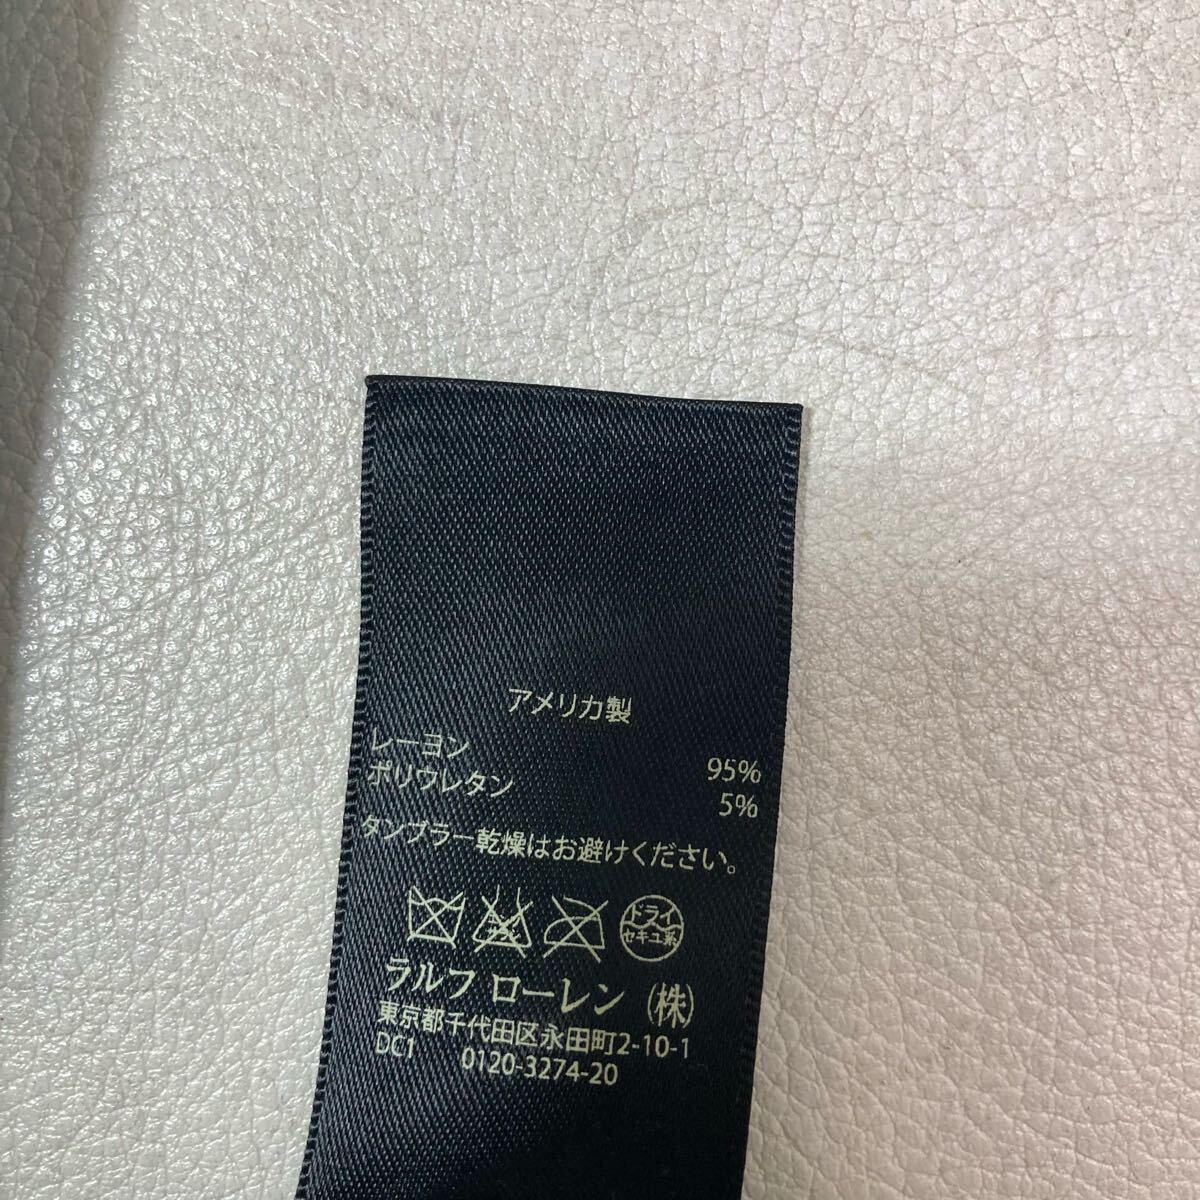 アメリカ製
レーヨン 95%
ポリウレタン 5%
タンブラー乾燥はお避けください。
ドライ
セキユ系
ラルフ ローレン (株)
東京都千代田区永田町2-10-1
DC1 0120-3274-20